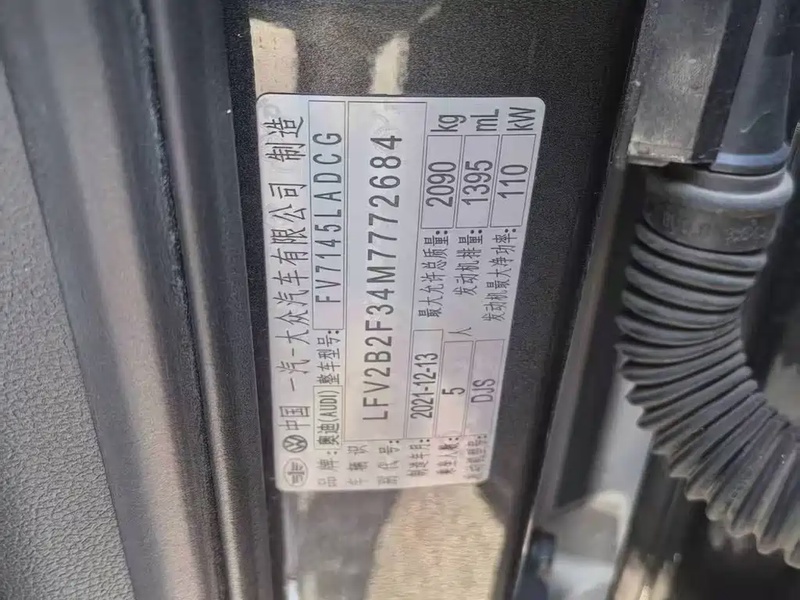 中国 一汽-大众汽车有限公司 制造
品牌: 奥迪(AUDI) 整车型号: FV7145LADCG
车辆识别代号: LFV2B2F34M7772684
制造年月: 2021-12-13 最大允许总质量: 2090 kg
乘坐人数: 5 人 发动机排量: 1395 mL
发动机型号: DJS 发动机最大净功率: 110 kW